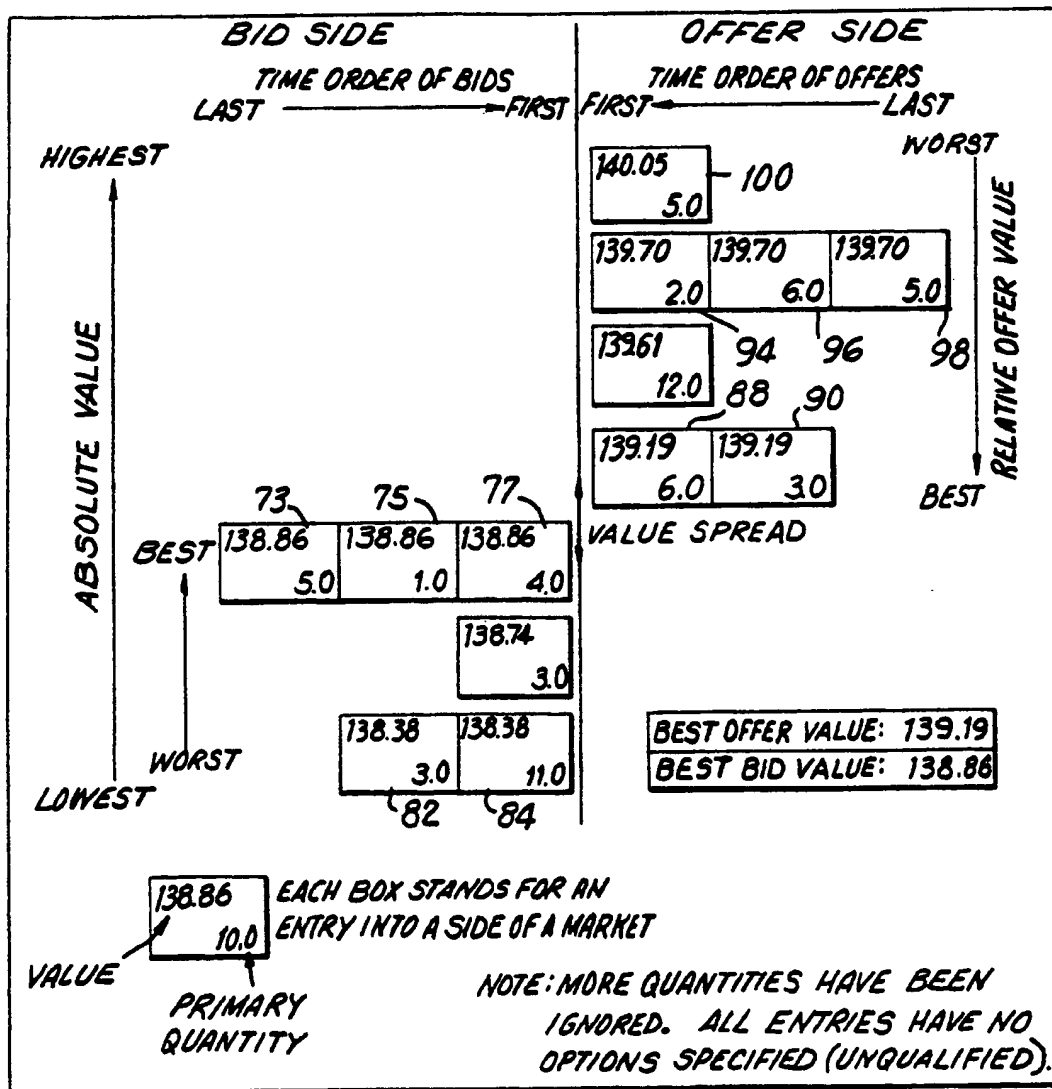 BID SIDE
OFFER SIDE
TIME ORDER OF BIDS
TIME ORDER OF OFFERS
LAST
FIRST
FIRST
LAST
HIGHEST
WORST
140.05
5.0
100
139.70 139.70 139.70
2.0 6.0 5.0
94 96 98
139.61
12.0
88 90
139.19 139.19
6.0 3.0
RELATIVE OFFER VALUE
BEST
ABSOLUTE VALUE
VALUE SPREAD
73 75 77
BEST
138.86 138.86 138.86
5.0 1.0 4.0
138.74
3.0
138.38 138.38
3.0 11.0
82 84
WORST
LOWEST
BEST OFFER VALUE: 139.19
BEST BID VALUE: 138.86
138.86
10.0
EACH BOX STANDS FOR AN
ENTRY INTO A SIDE OF A MARKET
VALUE
PRIMARY
QUANTITY
NOTE: MORE QUANTITIES HAVE BEEN
IGNORED. ALL ENTRIES HAVE NO
OPTIONS SPECIFIED (UNQUALIFIED).